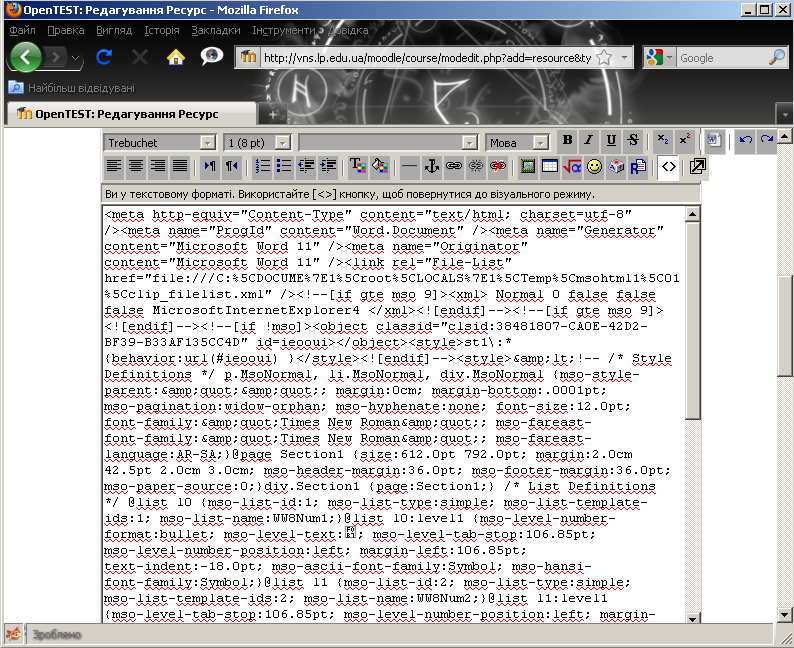 OpenTEST: Редагування Ресурс - Mozilla Firefox
Файл Правка Вигляд Історія Закладки Інструменти Довідка
http://vns.lp.edu.ua/moodle/course/modedit.php?add=resource&ty Google
Найбільш відвідувані
OpenTEST: Редагування Ресурс
Trebuchet 1 (8 pt) Мова B I U S x₂ x²
Ви у текстовому форматі. Використайте [<>] кнопку, щоб повернутися до візуального режиму.
<meta http-equiv="Content-Type" content="text/html; charset=utf-8"
/><meta name="ProgId" content="Word.Document" /><meta name="Generator"
content="Microsoft Word 11" /><meta name="Originator"
content="Microsoft Word 11" /><link rel="File-List"
href="file:///C:%5CDOCUME%7E1%5Croot%5CLOCALS%7E1%5CTemp%5Cmsohtml1%5C01
%5Cclip_filelist.xml" /><!--[if gte mso 9]><xml> Normal 0 false false
false MicrosoftInternetExplorer4 </xml><![endif]--><!--[if gte mso 9]>
<![endif]--><!--[if !mso]><object classid="clsid:38481807-CA0E-42D2-
BF39-B33AF135CC4D" id=ieooui></object><style>st1\:*
{behavior:url(#ieooui) }</style><![endif]--><style>&amp;lt;!-- /* Style
Definitions */ p.MsoNormal, li.MsoNormal, div.MsoNormal {mso-style-
parent:&amp;quot;&amp;quot;; margin:0cm; margin-bottom:.0001pt;
mso-pagination:widow-orphan; mso-hyphenate:none; font-size:12.0pt;
font-family:&amp;quot;Times New Roman&amp;quot;; mso-fareast-
font-family:&amp;quot;Times New Roman&amp;quot;; mso-fareast-
language:AR-SA;}@page Section1 {size:612.0pt 792.0pt; margin:2.0cm
42.5pt 2.0cm 3.0cm; mso-header-margin:36.0pt; mso-footer-margin:36.0pt;
mso-paper-source:0;}div.Section1 {page:Section1;} /* List Definitions
*/ @list l0 {mso-list-id:1; mso-list-type:simple; mso-list-template-
ids:1; mso-list-name:WW8Num1;}@list l0:level1 {mso-level-number-
format:bullet; mso-level-text:; mso-level-tab-stop:106.85pt;
mso-level-number-position:left; margin-left:106.85pt;
text-indent:-18.0pt; mso-ascii-font-family:Symbol; mso-hansi-
font-family:Symbol;}@list l1 {mso-list-id:2; mso-list-type:simple;
mso-list-template-ids:2; mso-list-name:WW8Num2;}@list l1:level1
{mso-level-tab-stop:106.85pt; mso-level-number-position:left; margin-
Зроблено